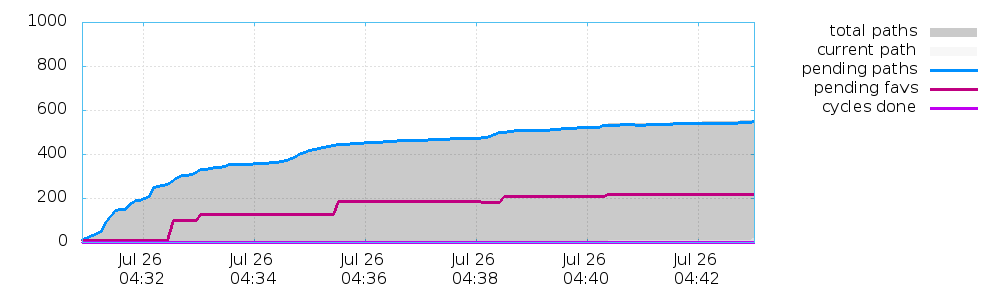 1000
800
600
400
200
0
Jul 26
04:32
Jul 26
04:34
Jul 26
04:36
Jul 26
04:38
Jul 26
04:40
Jul 26
04:42
total paths
current path
pending paths
pending favs
cycles done